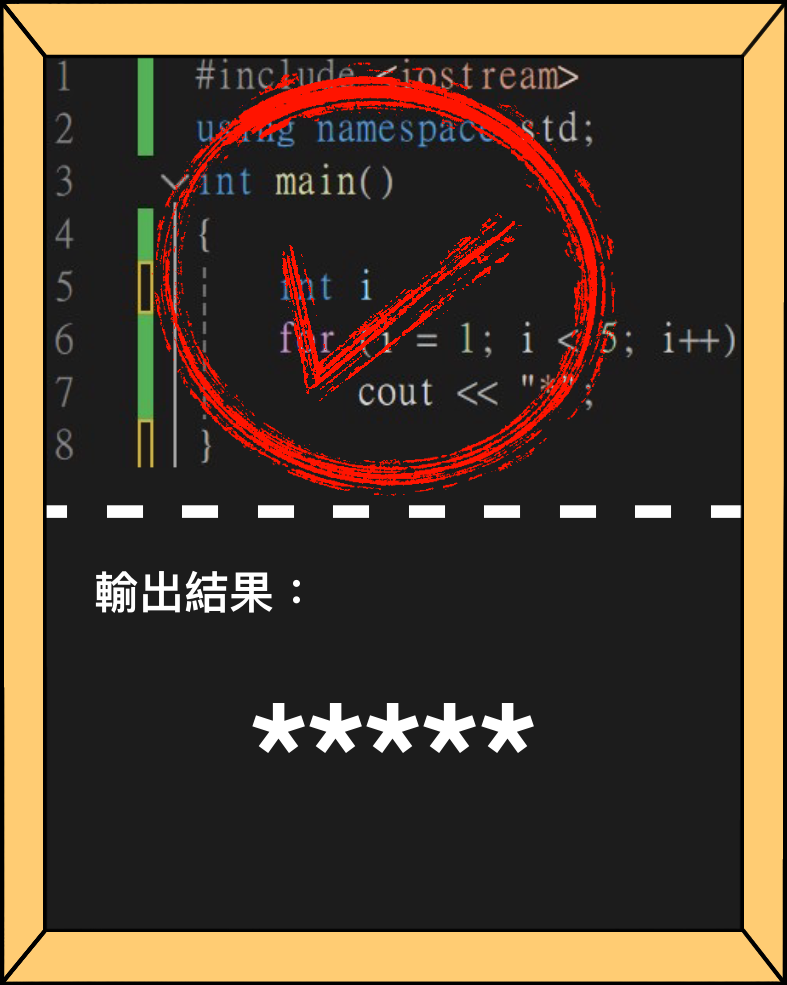 1 #include <iostream>
2 using namespace std;
3 int main()
4 {
5 int i
6 for (i = 1; i < 5; i++)
7 cout << "*";
8 }
輸出結果：
*****